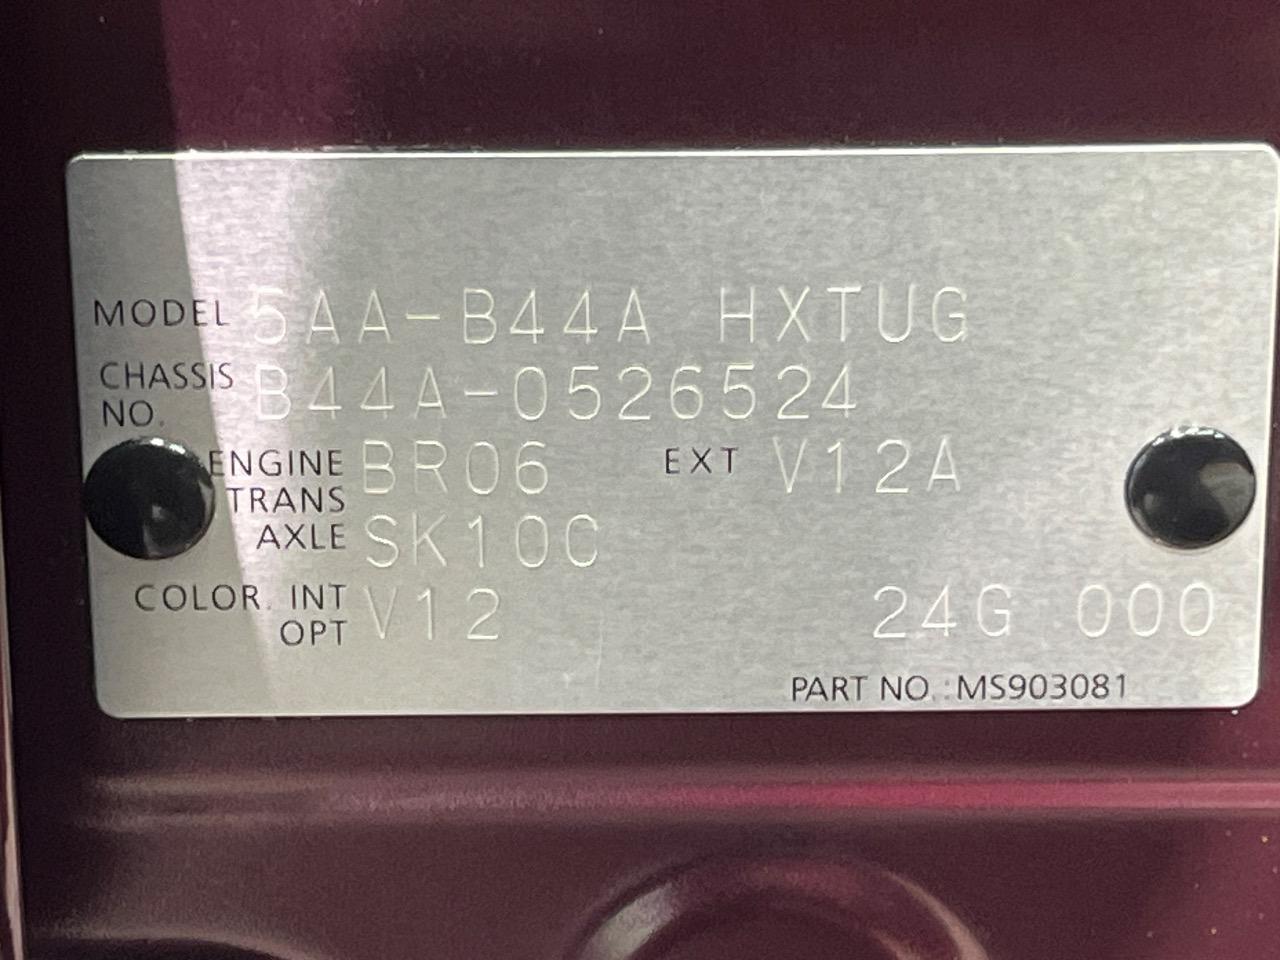 MODEL 5AA-B44A HXTUG
CHASSIS NO. B44A-0526524
ENGINE BR06 EXT V12A
TRANS AXLE SK10C
COLOR. INT OPT V12 24G 000
PART NO.:MS903081